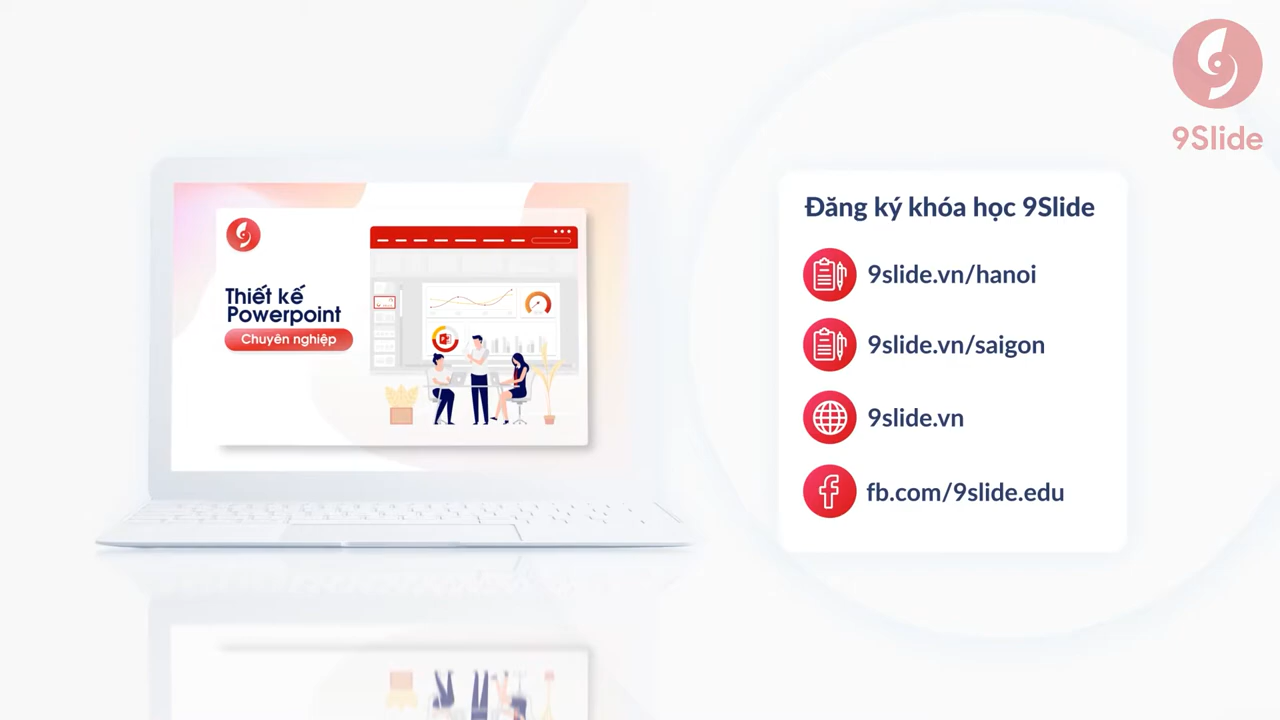 9Slide
Thiết kế
Powerpoint
Chuyên nghiệp
Đăng ký khóa học 9Slide
9slide.vn/hanoi
9slide.vn/saigon
9slide.vn
fb.com/9slide.edu